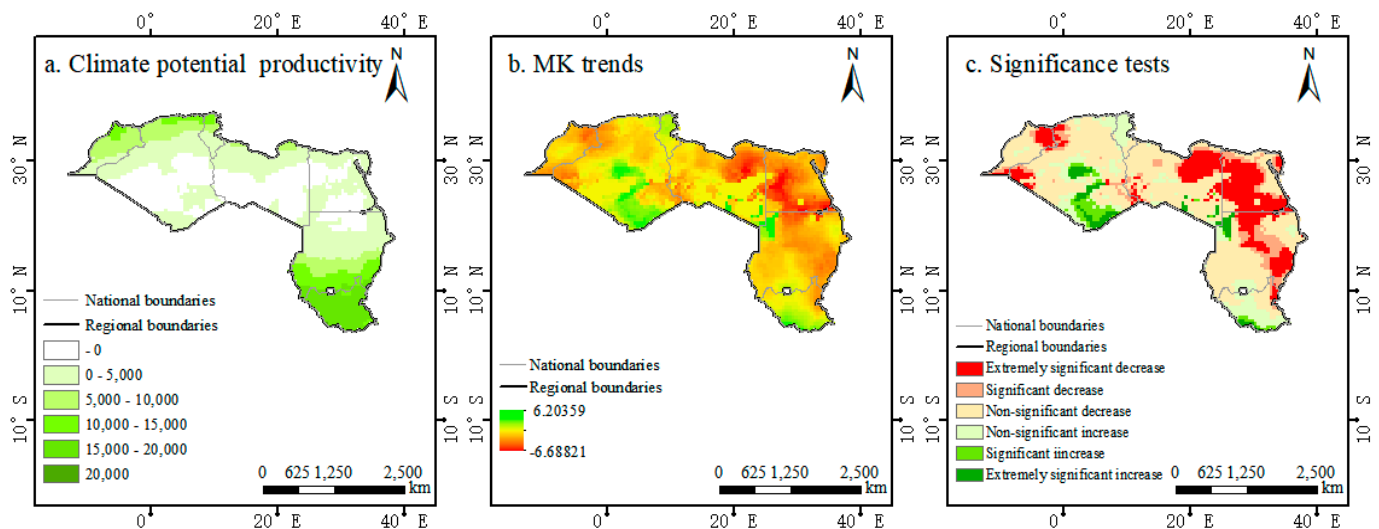 0° 20° E 40° E
0° 20° E 40° E
0° 20° E 40° E
a. Climate potential productivity
N
30° N
30° N
10° N
10° N
10° S
10° S
National boundaries
Regional boundaries
- 0
0 - 5,000
5,000 - 10,000
10,000 - 15,000
15,000 - 20,000
20,000
0 625 1,250 2,500
km
0° 20° E 40° E
b. MK trends
N
National boundaries
Regional boundaries
6.20359
-6.68821
0 625 1,250 2,500
km
0° 20° E 40° E
c. Significance tests
N
30° N
30° N
10° N
10° N
10° S
10° S
National boundaries
Regional boundaries
Extremely significant decrease
Significant decrease
Non-significant decrease
Non-significant increase
Significant iincrease
Extremely significant increase
0 625 1,250 2,500
km
0° 20° E 40° E